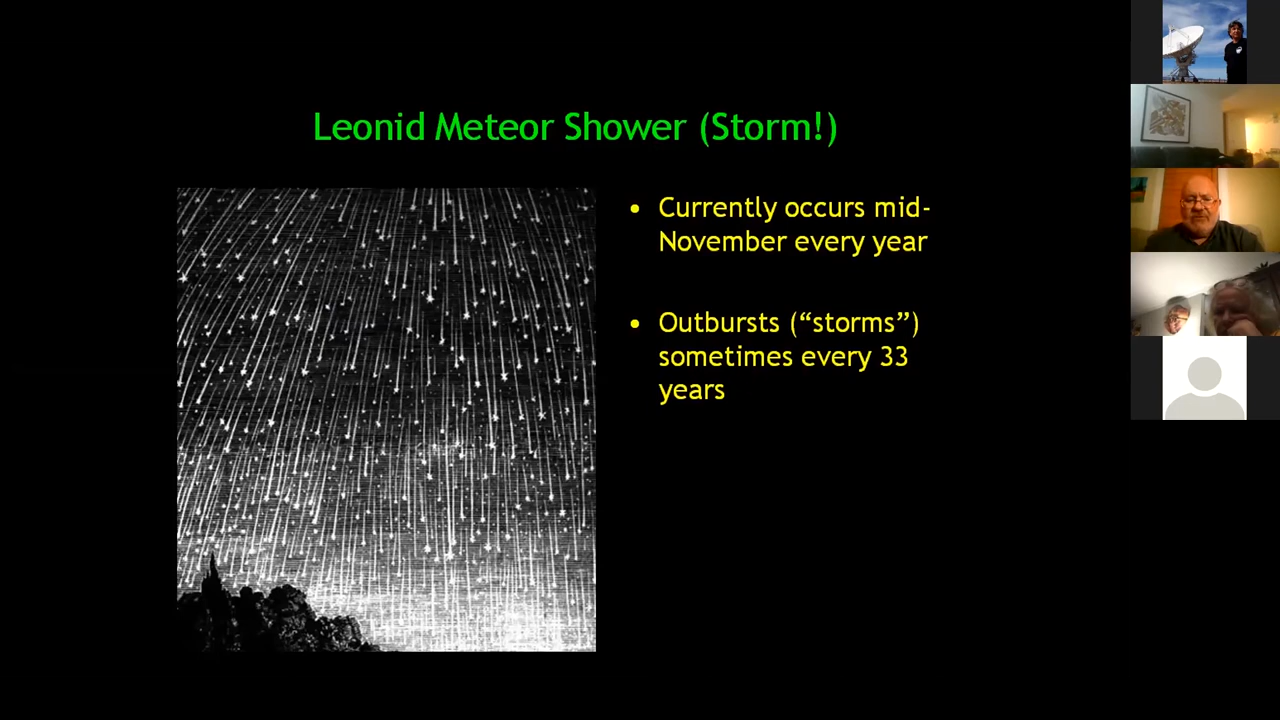 Leonid Meteor Shower (Storm!)
• Currently occurs mid-
November every year
• Outbursts (“storms”)
sometimes every 33
years